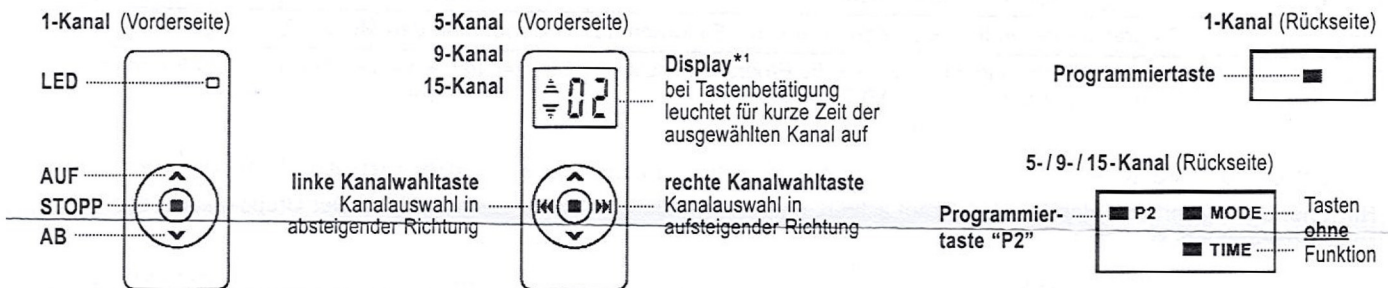 1-Kanal (Vorderseite)
LED
AUF
STOPP
AB
5-Kanal (Vorderseite)
9-Kanal
15-Kanal
02
Display*1
bei Tastenbetätigung
leuchtet für kurze Zeit der
ausgewählten Kanal auf
linke Kanalwahltaste
Kanalauswahl in
absteigender Richtung
rechte Kanalwahltaste
Kanalauswahl in
aufsteigender Richtung
1-Kanal (Rückseite)
Programmiertaste
5-/9-/15-Kanal (Rückseite)
Programmier-
taste “P2”
P2 MODE
TIME
Tasten
ohne
Funktion